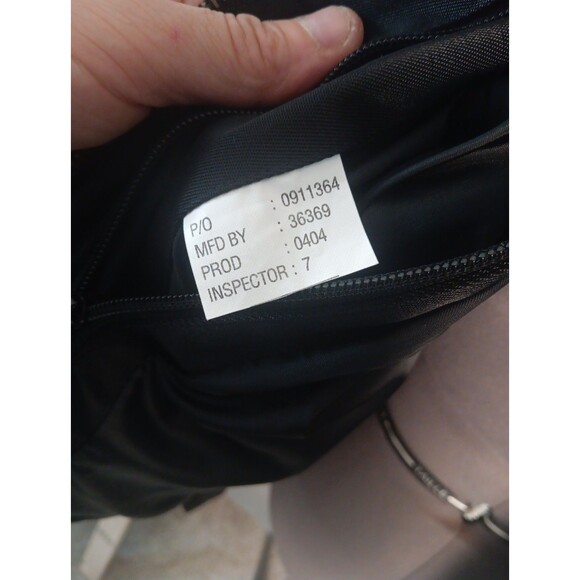 P/O : 0911364
MFD BY : 36369
PROD : 0404
INSPECTOR : 7